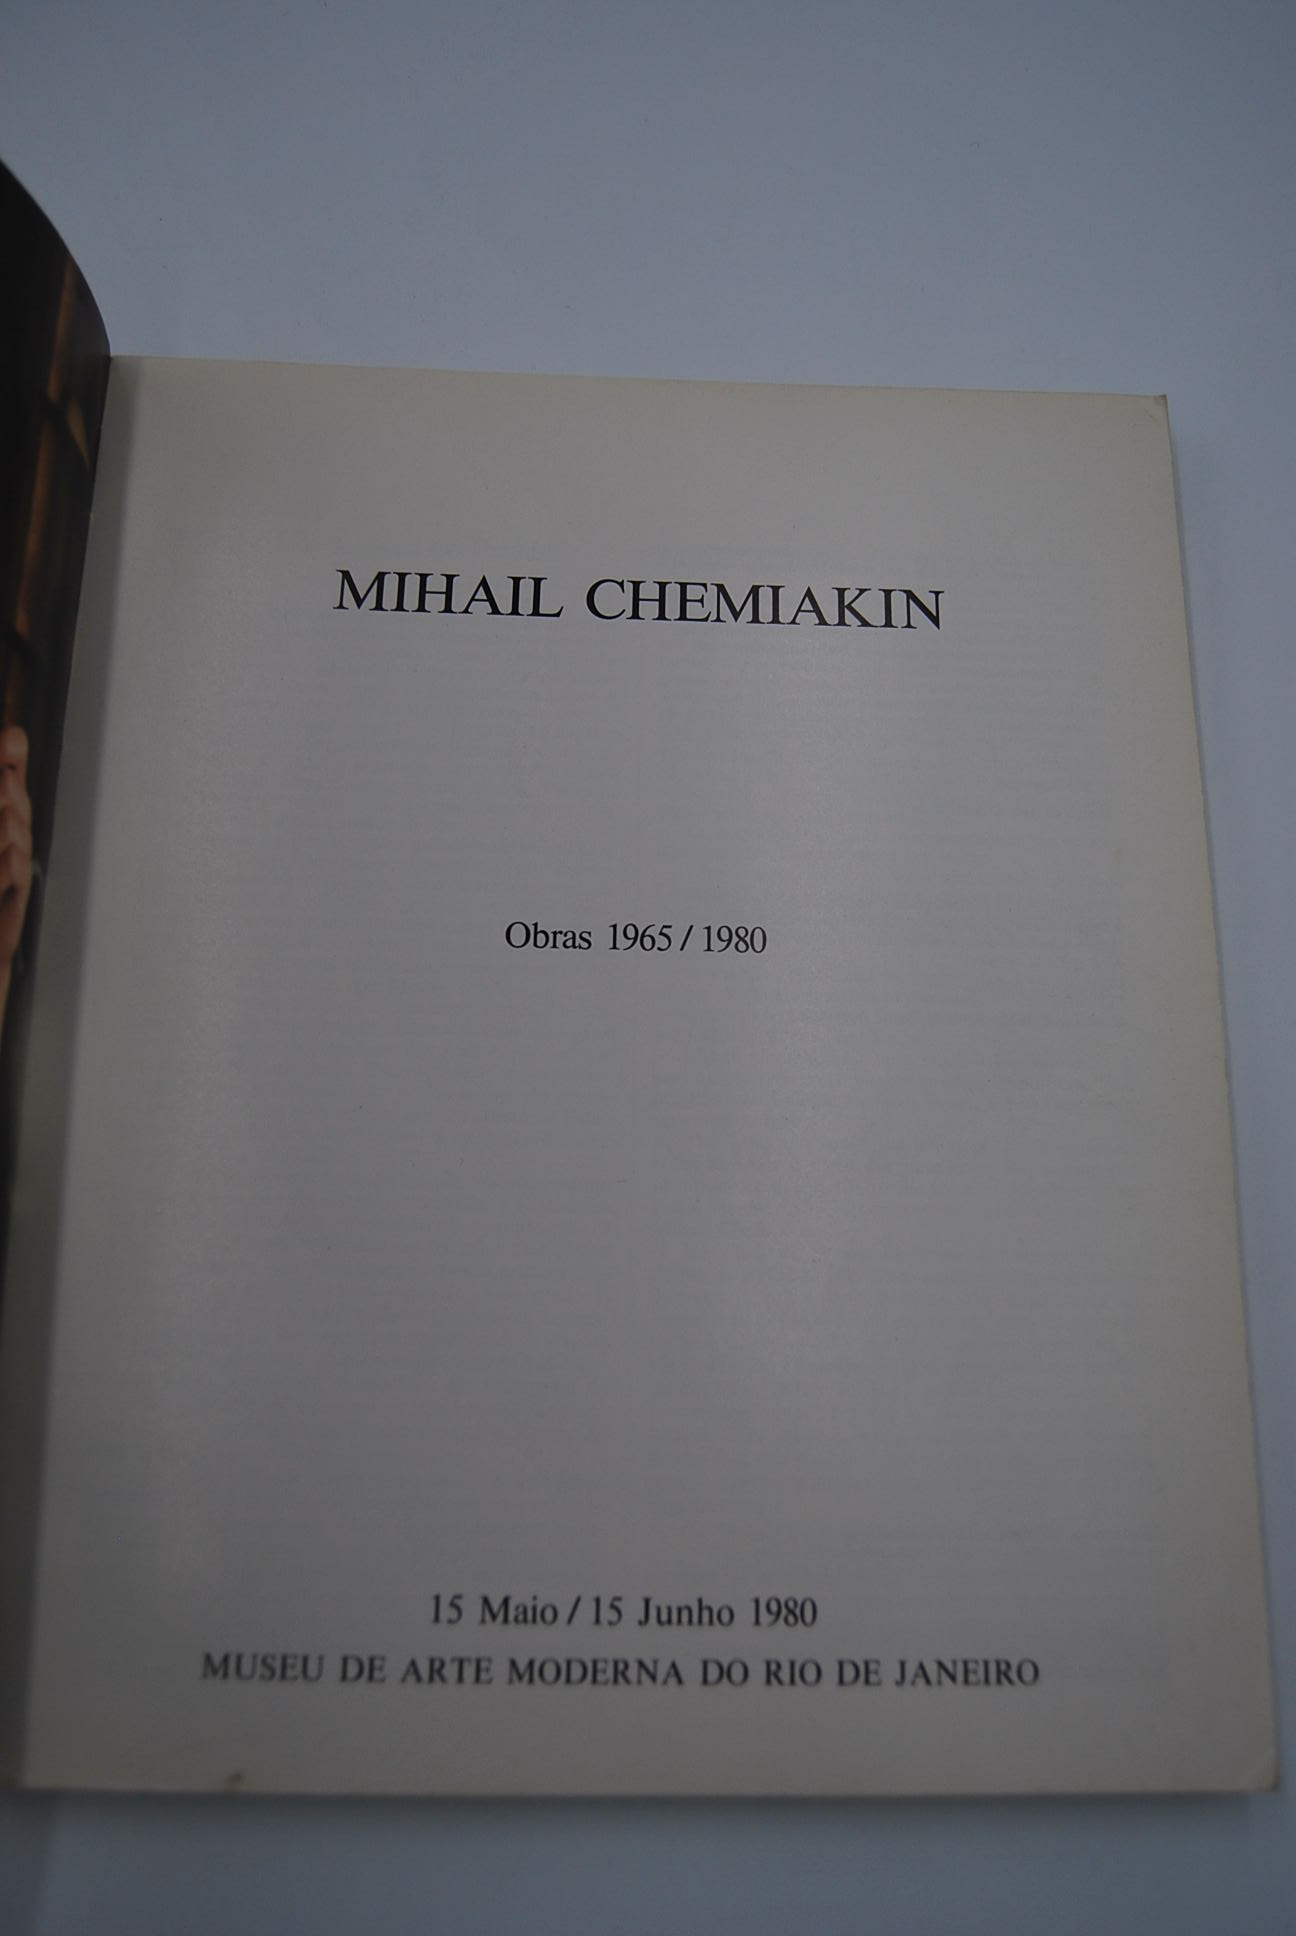 MIHAIL CHEMIAKIN
Obras 1965 / 1980
15 Maio / 15 Junho 1980
MUSEU DE ARTE MODERNA DO RIO DE JANEIRO